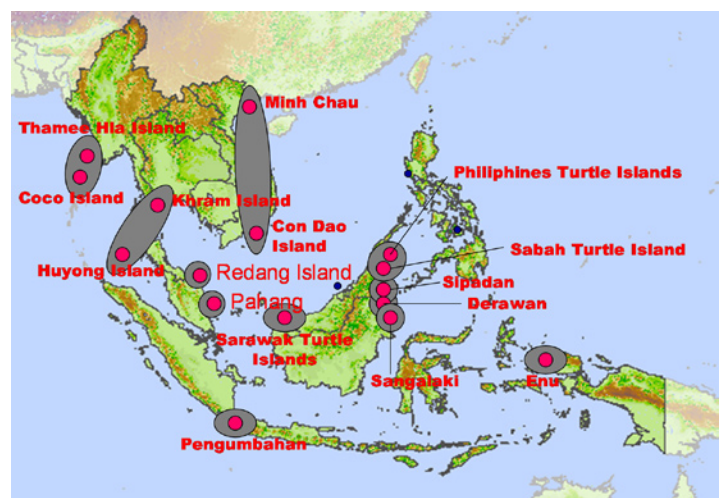 Minh Chau
Thamee Hla Island
Philiphines Turtle Islands
Coco Island
Khram Island
Con Dao
Island
Sabah Turtle Island
Huyong Island
Redang Island
Sipadan
Pahang
Derawan
Sarawak Turtle
Islands
Sangalaki
Enu
Pengumbahan